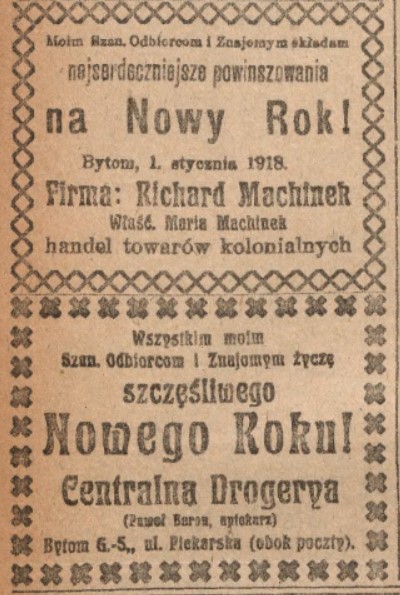 Moim Szan. Odbiorcom i Znajomym składam
najserdeczniejsze powinszowania
na Nowy Rok!
Bytom, 1. stycznia 1918.
Firma: Richard Machinek
Właśc. Maria Machinek
handel towarów kolonialnych
Wszystkim moim
Szan. Odbiorcom i Znajomym życzę
szczęśliwego
Nowego Roku!
Centralna Drogerya
(Paweł Baron, aptekarz)
Bytom G.-S., ul. Piekarska (obok poczty).